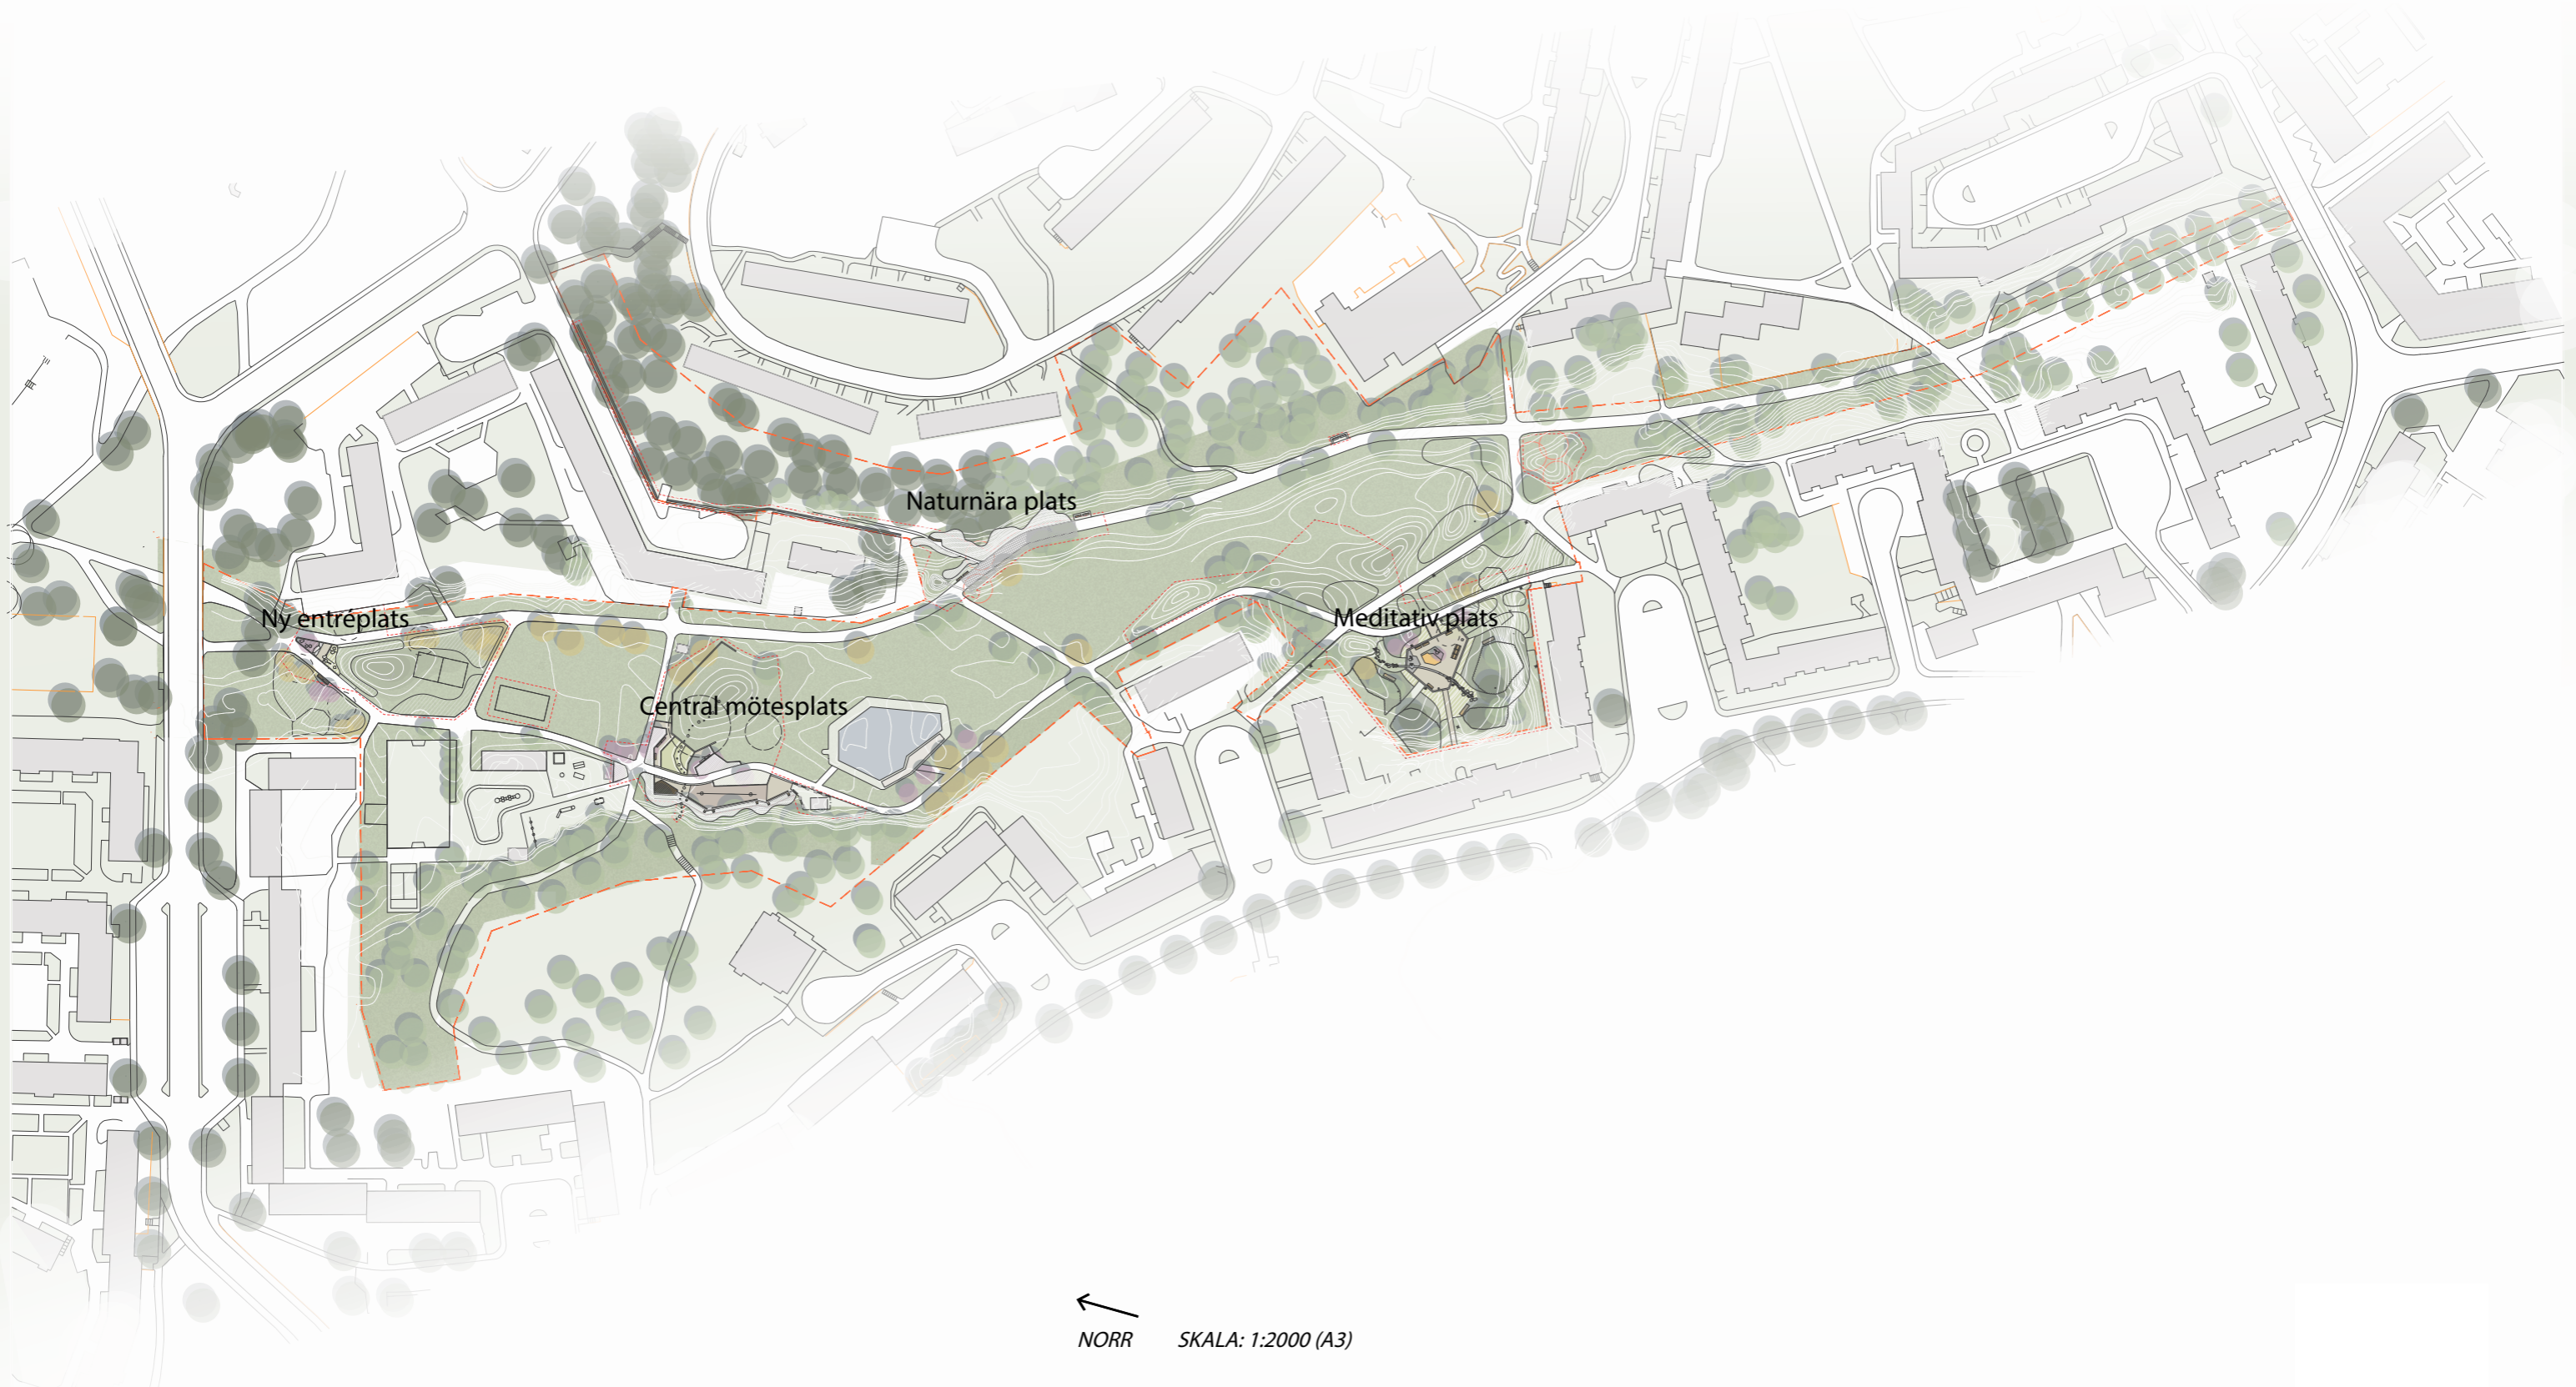 Naturnära plats
Ny entréplats
Meditativ plats
Central mötesplats
NORR
SKALA: 1:2000 (A3)